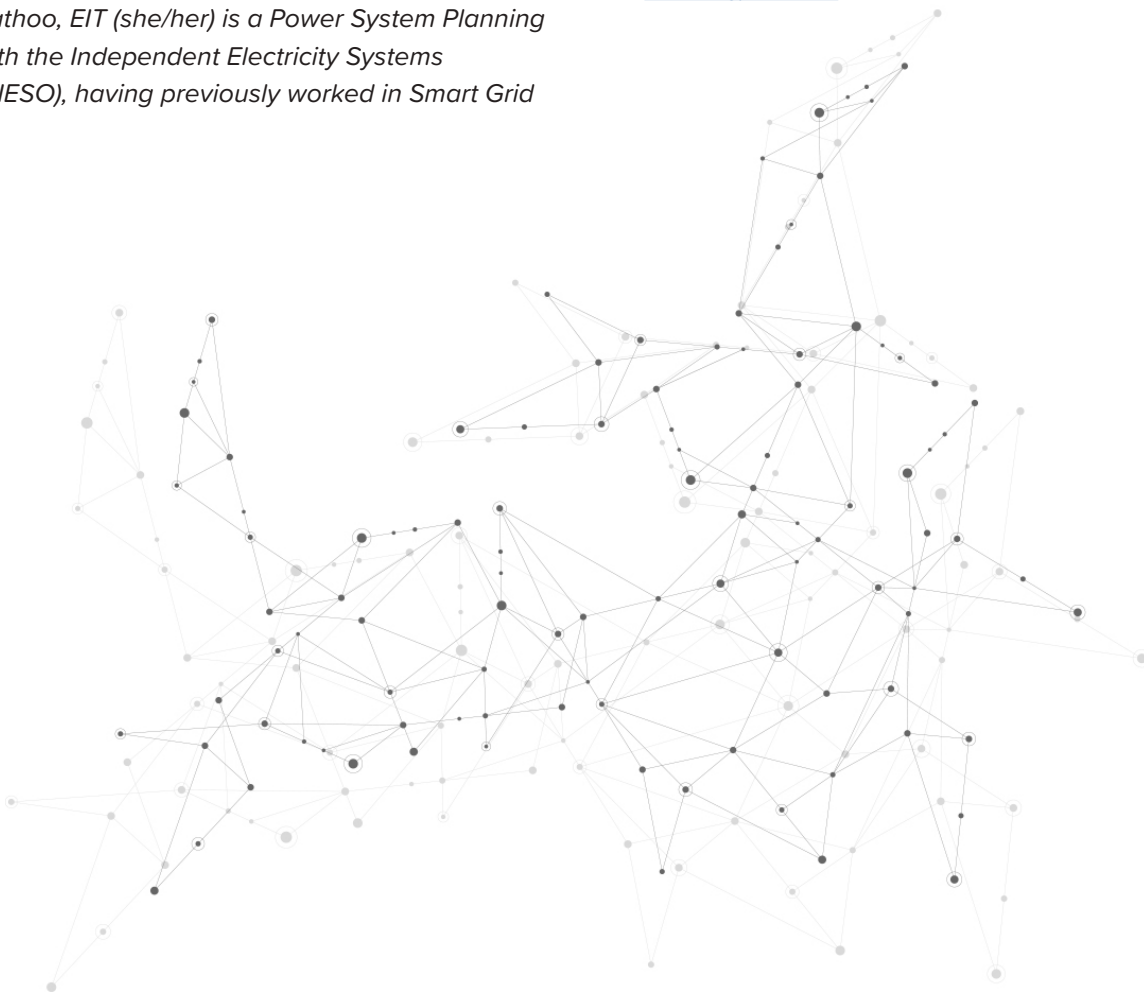 thoo, EIT (she/her) is a Power System Planning
th the Independent Electricity Systems
IESO), having previously worked in Smart Grid